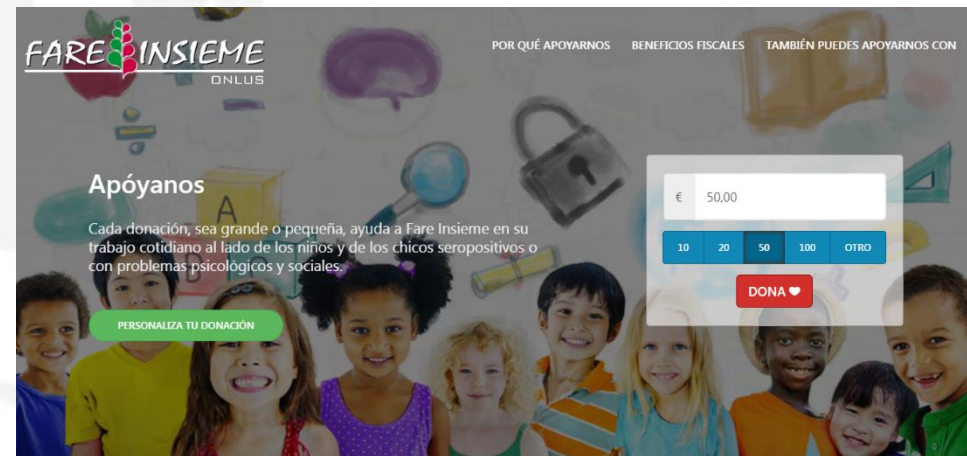 FARE INSIEME
ONLUS
POR QUÉ APOYARNOS BENEFICIOS FISCALES TAMBIÉN PUEDES APOYARNOS CON
Apóyanos
Cada donación, sea grande o pequeña, ayuda a Fare Insieme en su
trabajo cotidiano al lado de los niños y de los chicos seropositivos o
con problemas psicológicos y sociales.
PERSONALIZA TU DONACIÓN
€ 50,00
10 20 50 100 OTRO
DONA
A